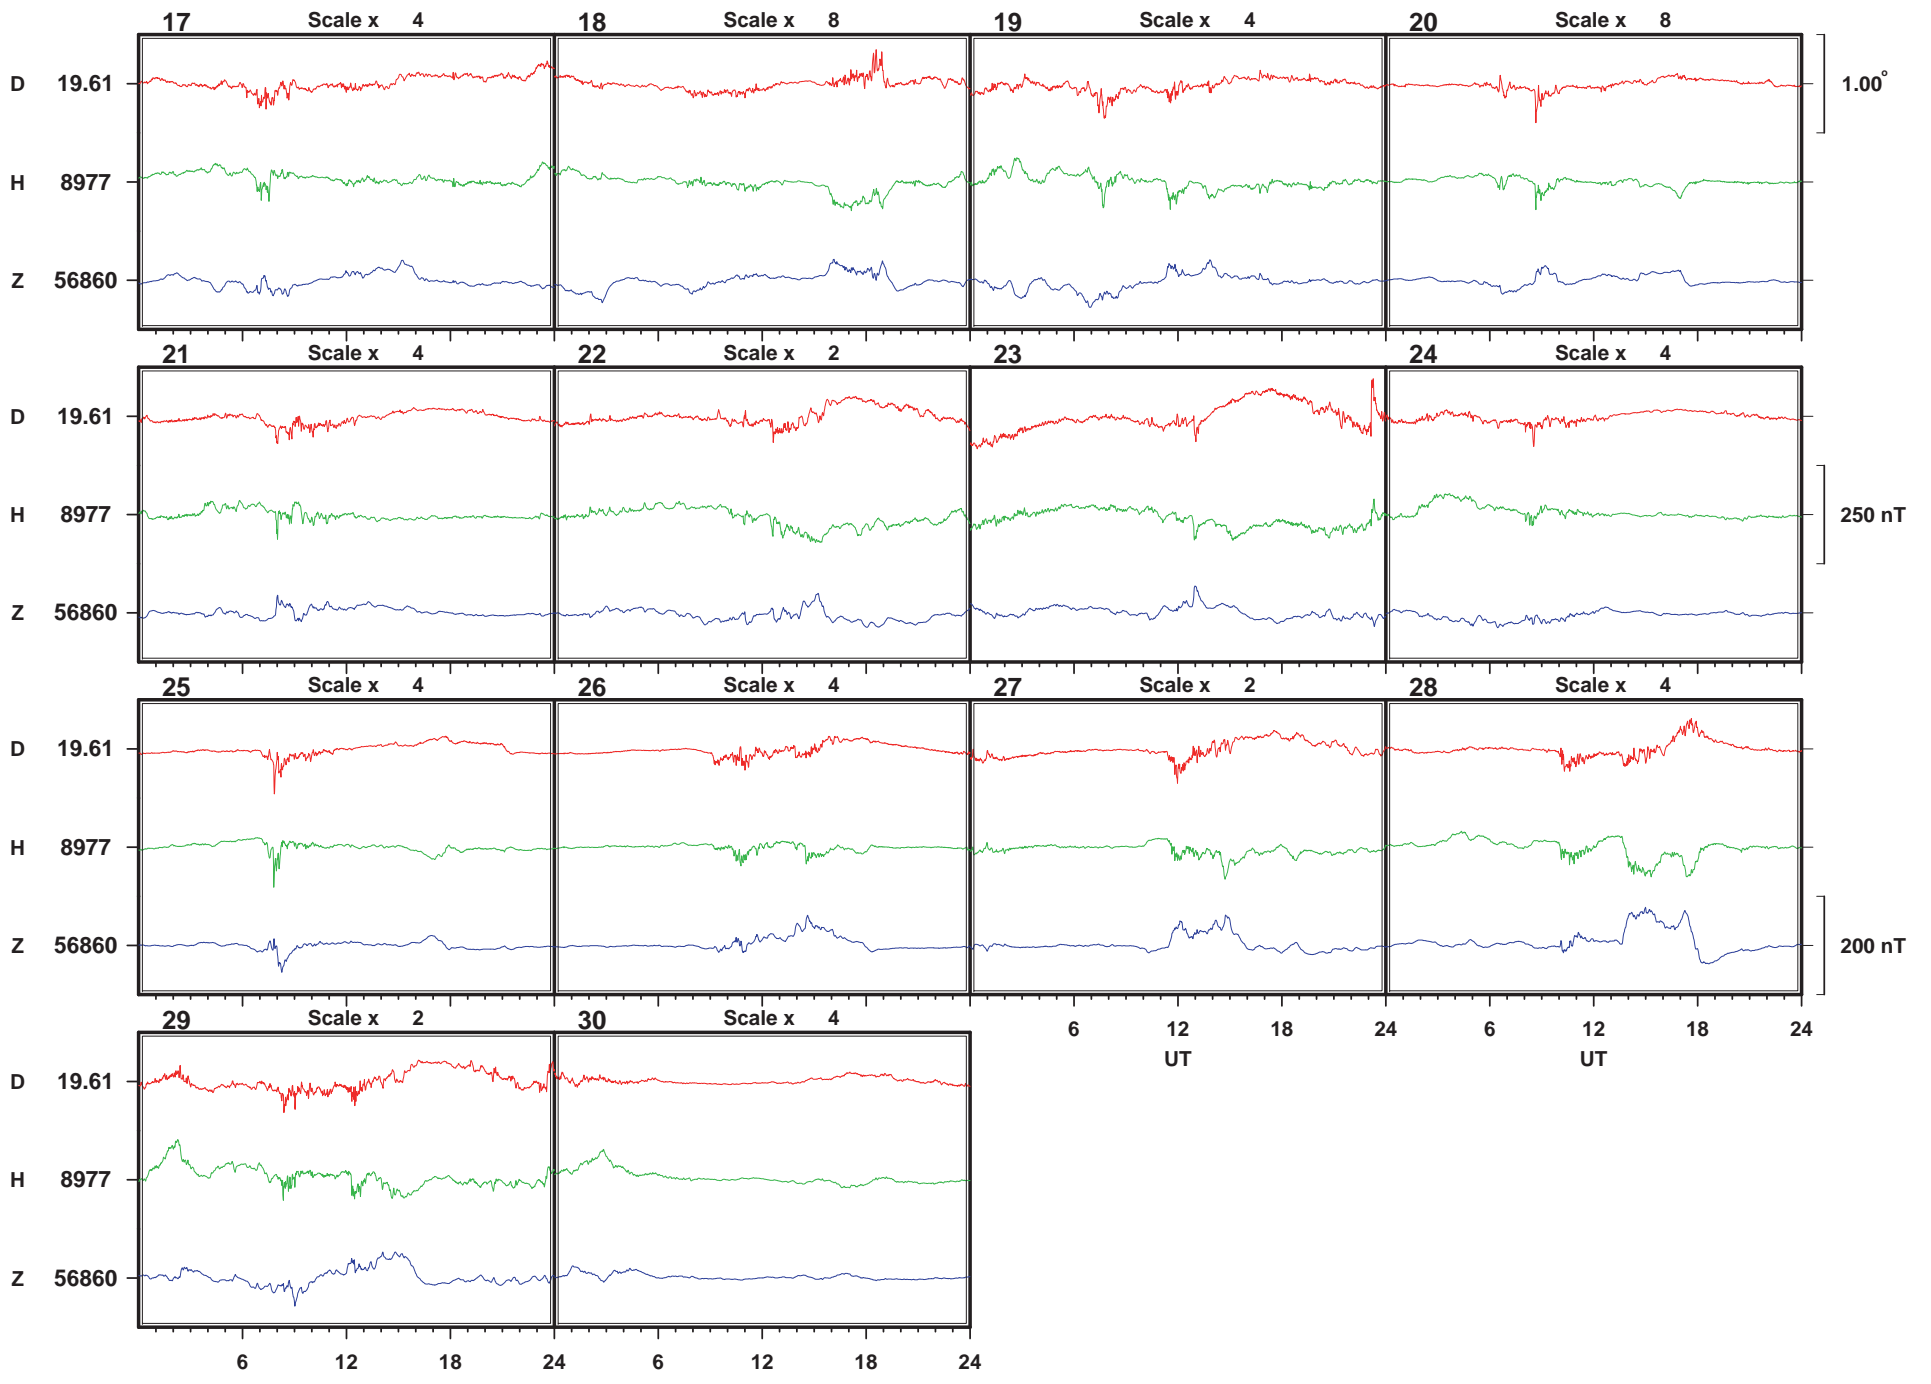 17 Scale x 4 18 Scale x 8 19 Scale x 4 20 Scale x 8
D 19.61 1.00°
H 8977
Z 56860
21 Scale x 4 22 Scale x 2 23 24 Scale x 4
D 19.61
H 8977 250 nT
Z 56860
25 Scale x 4 26 Scale x 4 27 Scale x 2 28 Scale x 4
D 19.61
H 8977
Z 56860 200 nT
29 Scale x 2 30 Scale x 4
6 12 18 24 6 12 18 24
UT UT
D 19.61
H 8977
Z 56860
6 12 18 24 6 12 18 24